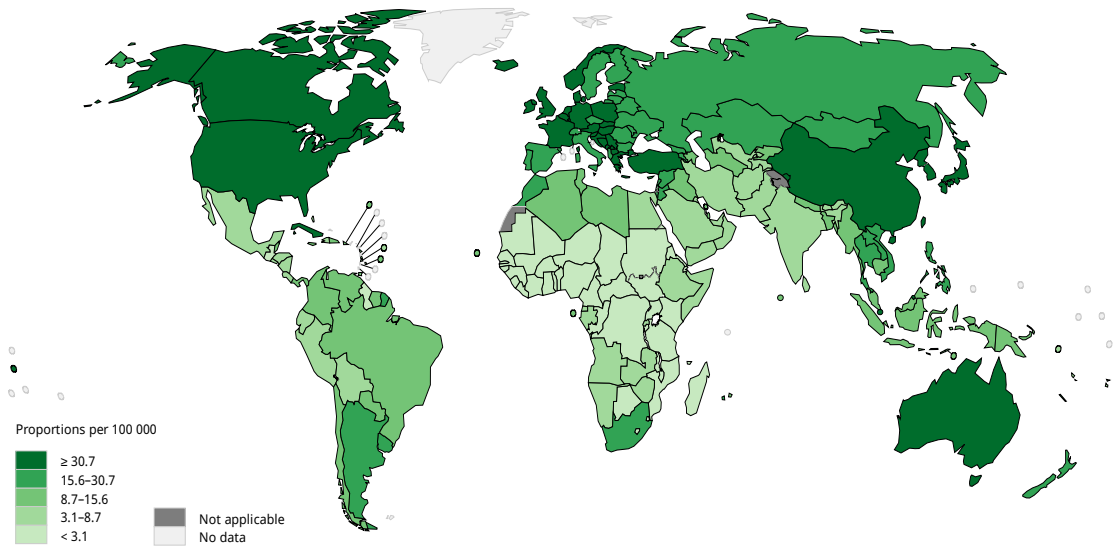 Proportions per 100 000
≥ 30.7
15.6–30.7
8.7–15.6
3.1–8.7
< 3.1
Not applicable
No data